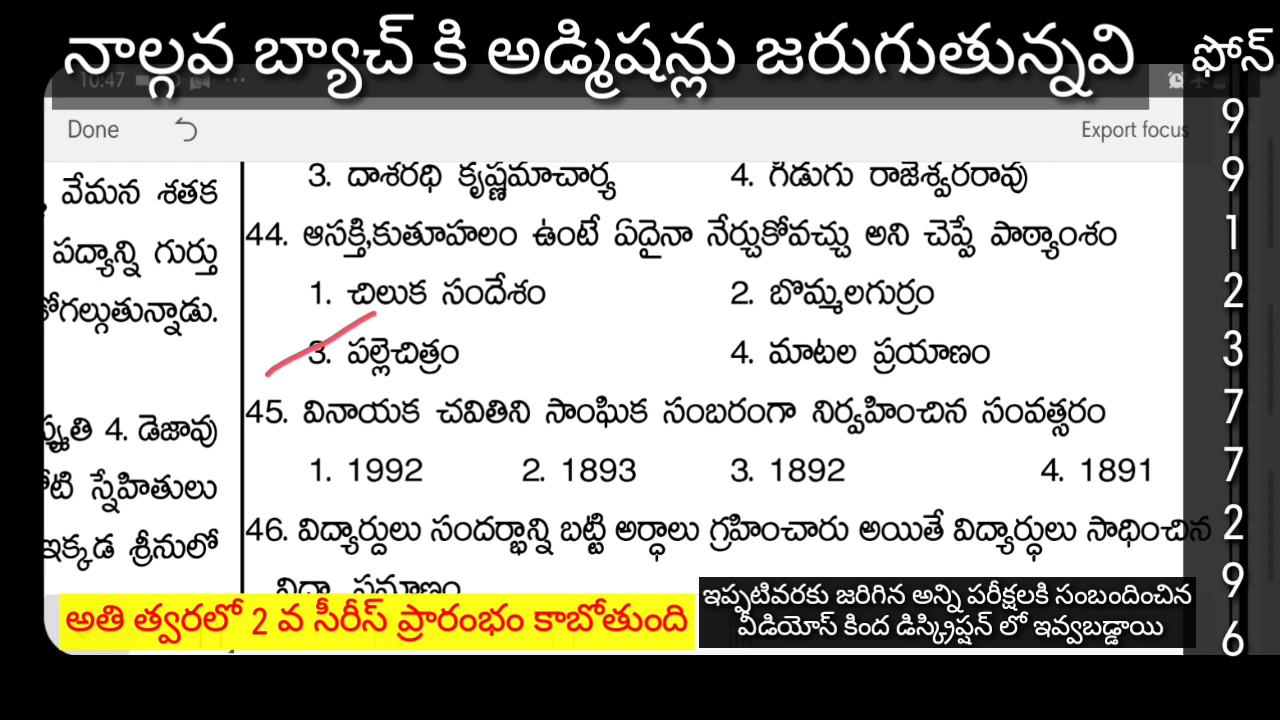 నాల్గవ బ్యాచ్ కి అడ్మిషన్లు జరుగుతున్నవి
ఫోన్
9
9
1
2
3
7
7
2
9
6
10:47
Done
Export focus
వేమన శతక
పద్యాన్ని గుర్తు
4. డెజావు
స్నేహితులు
ఇక్కడ శ్రీనులో
3. దాశరధి కృష్ణమాచార్య 4. గిడుగు రాజేశ్వరరావు
44. ఆసక్తి,కుతూహలం ఉంటే ఏదైనా నేర్చుకోవచ్చు అని చెప్పే పాఠ్యాంశం
1. చిలుక సందేశం 2. బొమ్మలగుర్రం
3. పల్లెచిత్రం 4. మాటల ప్రయాణం
45. వినాయక చవితిని సాంఘిక సంబరంగా నిర్వహించిన సంవత్సరం
1. 1992 2. 1893 3. 1892 4. 1891
46. విద్యార్దులు సందర్భాన్ని బట్టి అర్ధాలు గ్రహించారు అయితే విద్యార్ధులు సాధించిన
అతి త్వరలో 2 వ సీరీస్ ప్రారంభం కాబోతుంది
ఇప్పటివరకు జరిగిన అన్ని పరీక్షలకి సంబందించిన
వీడియోస్ కింద డిస్క్రిప్షన్ లో ఇవ్వబడ్డాయి